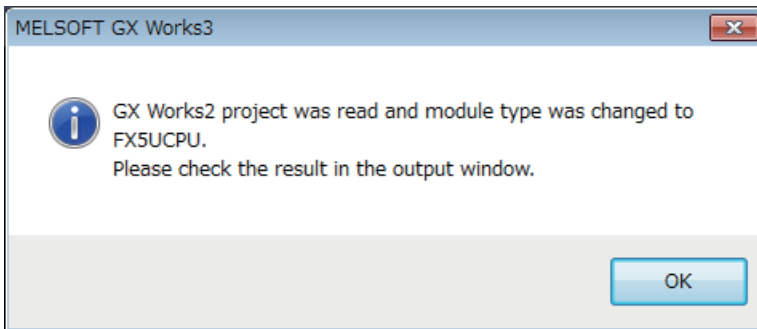 MELSOFT GX Works3
GX Works2 project was read and module type was changed to
FX5UCPU.
Please check the result in the output window.
OK